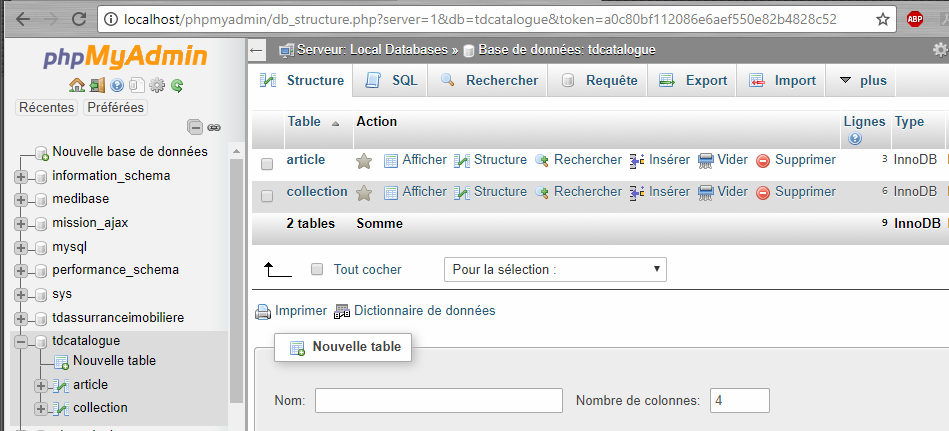 localhost/phpmyadmin/db_structure.php?server=1&db=tdcatalogue&token=a0c80bf112086e6aef550e82b4828c52
ABP
phpMyAdmin
Récentes Préférées
Nouvelle base de données
information_schema
medibase
mission_ajax
mysql
performance_schema
sys
tdassurranceimobiliere
tdcatalogue
Nouvelle table
article
collection
Serveur: Local Databases » Base de données: tdcatalogue
Structure SQL Rechercher Requête Export Import plus
Table Action Lignes Type
article Afficher Structure Rechercher Insérer Vider Supprimer 3 InnoDB
collection Afficher Structure Rechercher Insérer Vider Supprimer 6 InnoDB
2 tables Somme 9 InnoDB
Tout cocher Pour la sélection :
Imprimer Dictionnaire de données
Nouvelle table
Nom: Nombre de colonnes: 4